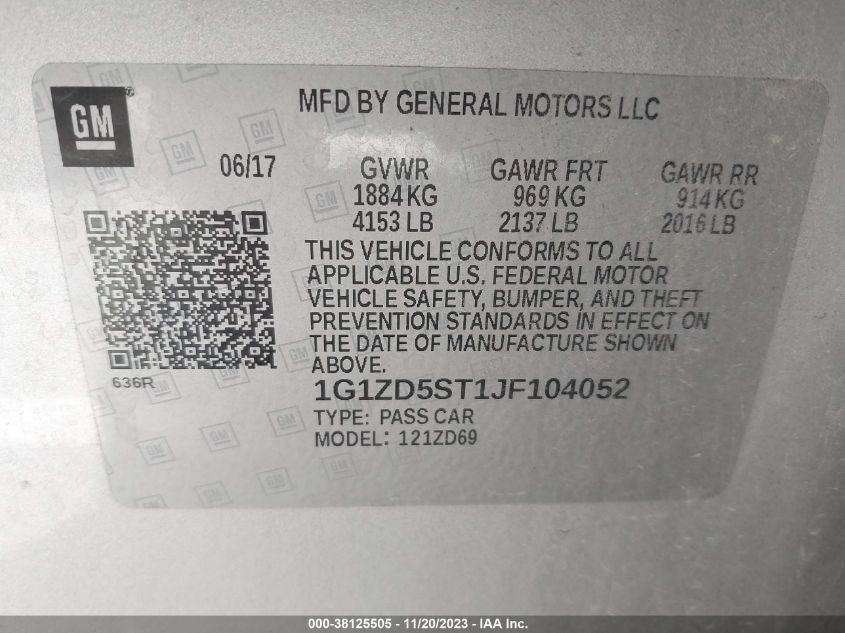 GM
MFD BY GENERAL MOTORS LLC
06/17 GVWR GAWR FRT GAWR RR
1884 KG 969 KG 914 KG
4153 LB 2137 LB 2016 LB
THIS VEHICLE CONFORMS TO ALL
APPLICABLE U.S. FEDERAL MOTOR
VEHICLE SAFETY, BUMPER, AND THEFT
PREVENTION STANDARDS IN EFFECT ON
THE DATE OF MANUFACTURE SHOWN
ABOVE.
636R
1G1ZD5ST1JF104052
TYPE: PASS CAR
MODEL: 121ZD69
000-38125505 - 11/20/2023 - IAA Inc.